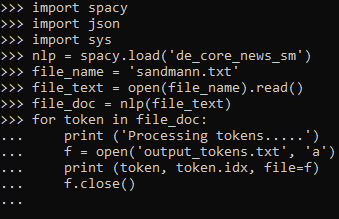 >>> import spacy
>>> import json
>>> import sys
>>> nlp = spacy.load('de_core_news_sm')
>>> file_name = 'sandmann.txt'
>>> file_text = open(file_name).read()
>>> file_doc = nlp(file_text)
>>> for token in file_doc:
...     print ('Processing tokens.....')
...     f = open('output_tokens.txt', 'a')
...     print (token, token.idx, file=f)
...     f.close()
...